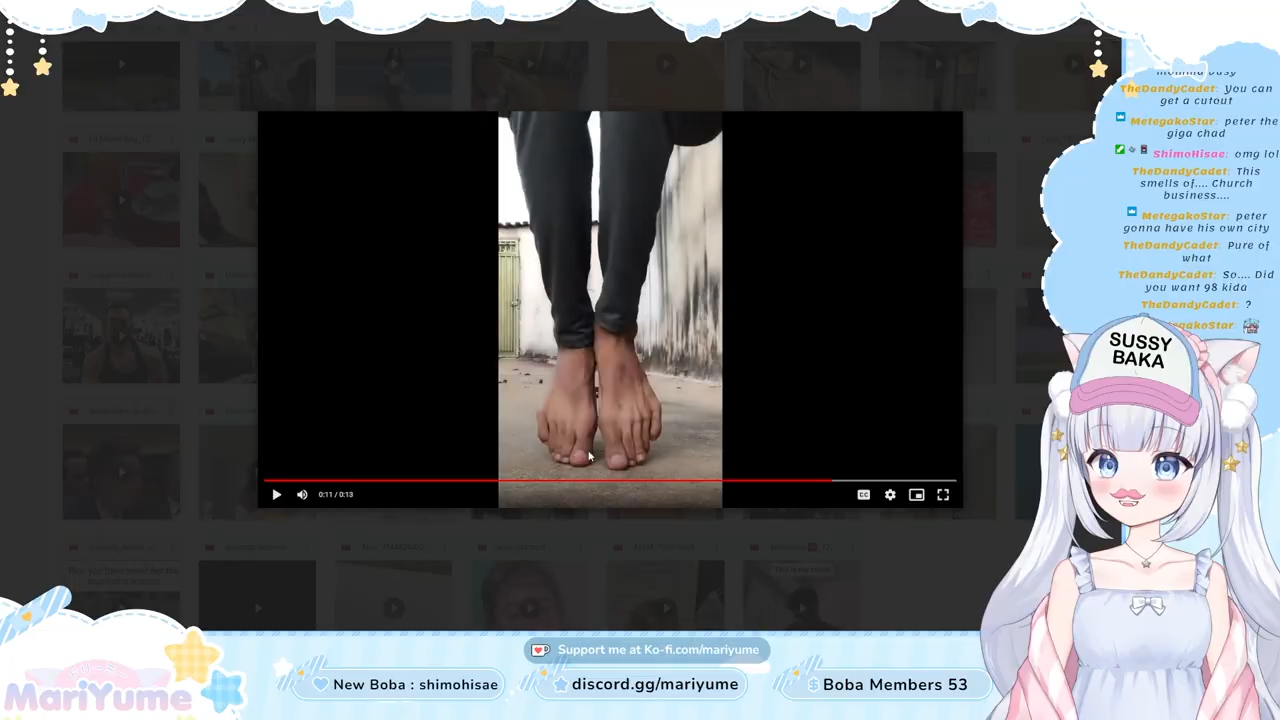 TheDandyCadet: You can
get a cutout
MetegakoStar: peter the
giga chad
ShimoHisae: omg lol
TheDandyCadet: This
smells of.... Church
business....
MetegakoStar: peter
gonna have his own city
TheDandyCadet: Pure of
what
TheDandyCadet: So.... Did
you want 98 kida
TheDandyCadet: ?
SUSSY
BAKA
0:11 / 0:13
CC
Support me at Ko-fi.com/mariyume
MariYume
New Boba : shimohisae
discord.gg/mariyume
Boba Members 53